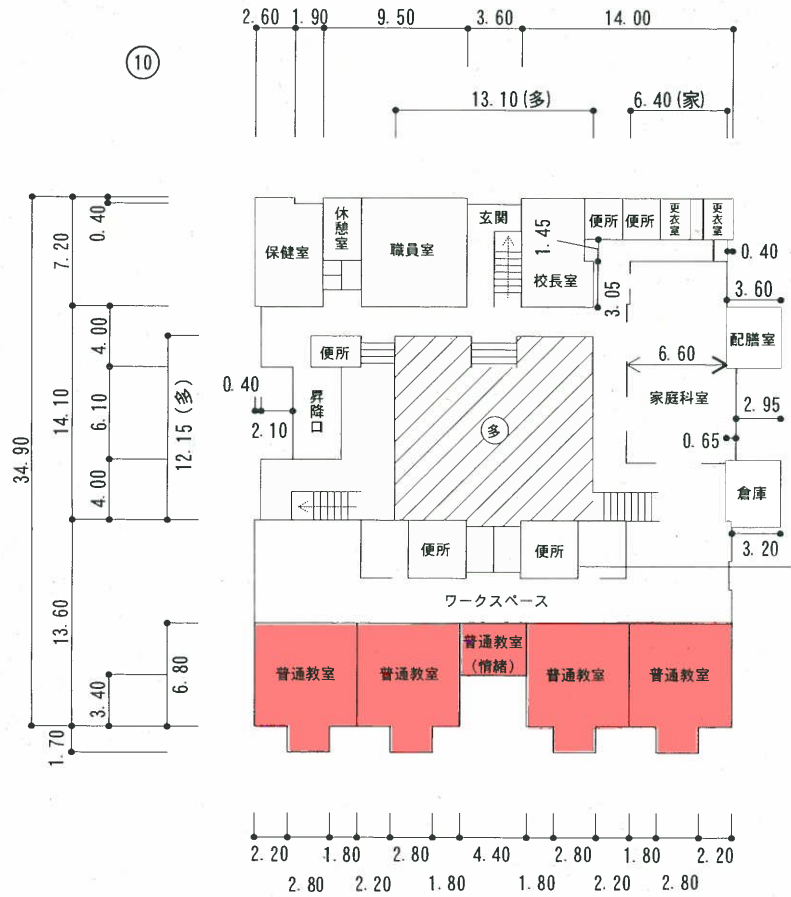 2.60 1.90 9.50 3.60 14.00
⑩
13.10(多) 6.40(家)
7.20 0.40
保健室 休憩室 職員室 玄関 校長室 便所 便所 更衣室 更衣室
1.45
3.05
0.40
3.60
配膳室
34.90
14.10
4.00
6.10
4.00
12.15(多)
便所
昇降口
0.40
2.10
多
6.60
家庭科室
2.95
0.65
倉庫
3.20
便所 便所
ワークスペース
13.60
3.40
6.80
1.70
普通教室 普通教室 普通教室
(情緒) 普通教室 普通教室
2.20 1.80 2.80 4.40 2.80 1.80 2.20
2.80 2.20 1.80 1.80 2.20 2.80